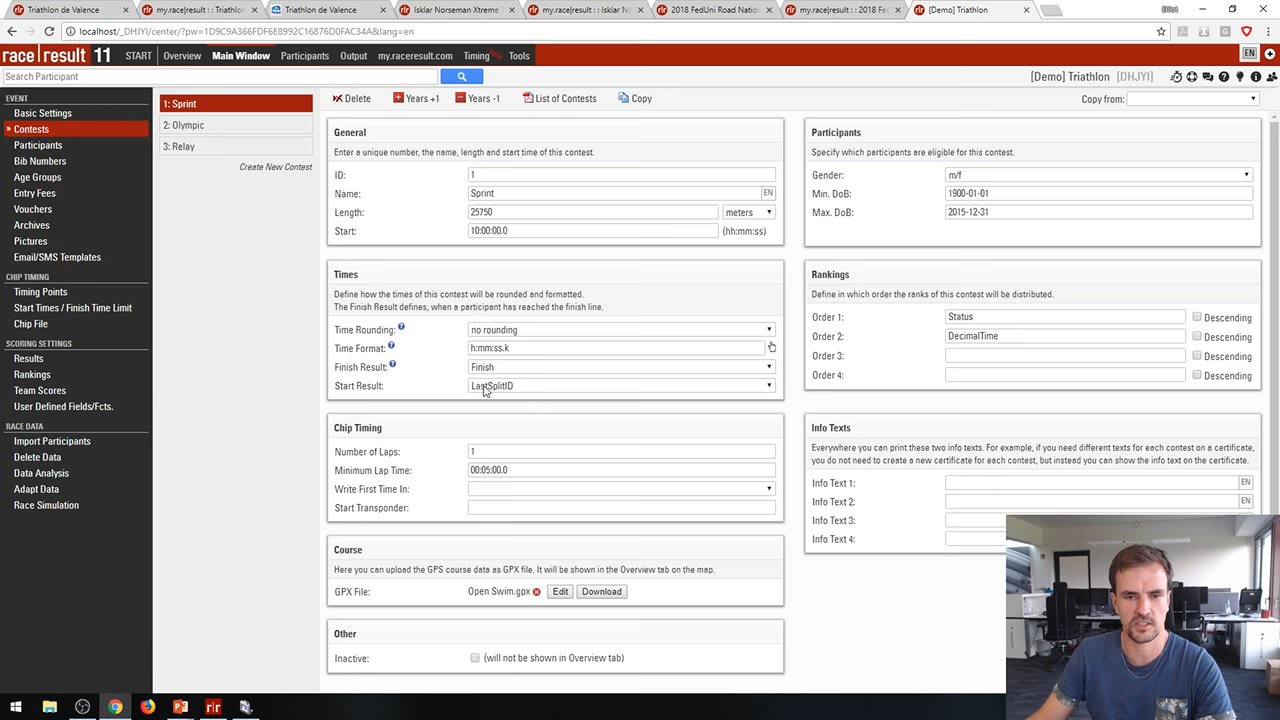 Triathlon de Valence
my.race|result : : Triathl
Triathlon de Valence
Isklar Norseman Xtreme T
my.race|result : : Isklar N
2018 FedUni Road Nation
my.race|result : : 2018 Fe
[Demo] Triathlon
Elliot
localhost/_DHJYI/center/?pw=1D9C9A366FDF6E8992C16876D0FAC34A&lang=en
race result 11
START
Overview
Main Window
Participants
Output
my.raceresult.com
Timing
Tools
EN
Search Participant
[Demo] Triathlon [DHJYI]
EVENT
Basic Settings
» Contests
Participants
Bib Numbers
Age Groups
Entry Fees
Vouchers
Archives
Pictures
Email/SMS Templates
CHIP TIMING
Timing Points
Start Times / Finish Time Limit
Chip File
SCORING SETTINGS
Results
Rankings
Team Scores
User Defined Fields/Fcts.
RACE DATA
Import Participants
Delete Data
Data Analysis
Adapt Data
Race Simulation
1: Sprint
2: Olympic
3: Relay
Create New Contest
Delete
Years +1
Years -1
List of Contests
Copy
Copy from:
General
Enter a unique number, the name, length and start time of this contest.
ID: 1
Name: Sprint EN
Length: 25750 meters
Start: 10:00:00.0 (hh:mm:ss)
Times
Define how the times of this contest will be rounded and formatted.
The Finish Result defines, when a participant has reached the finish line.
Time Rounding: no rounding
Time Format: h:mm:ss.k
Finish Result: Finish
Start Result: LastSplitID
Chip Timing
Number of Laps: 1
Minimum Lap Time: 00:05:00.0
Write First Time In:
Start Transponder:
Course
Here you can upload the GPS course data as GPX file. It will be shown in the Overview tab on the map.
GPX File: Open Swim.gpx Edit Download
Other
Inactive: (will not be shown in Overview tab)
Participants
Specify which participants are eligible for this contest.
Gender: m/f
Min. DoB: 1900-01-01
Max. DoB: 2015-12-31
Rankings
Define in which order the ranks of this contest will be distributed.
Order 1: Status Descending
Order 2: DecimalTime Descending
Order 3: Descending
Order 4: Descending
Info Texts
Everywhere you can print these two info texts. For example, if you need different texts for each contest on a certificate,
you do not need to create a new certificate for each contest, but instead you can show the info text on the certificate.
Info Text 1: EN
Info Text 2: EN
Info Text 3:
Info Text 4: